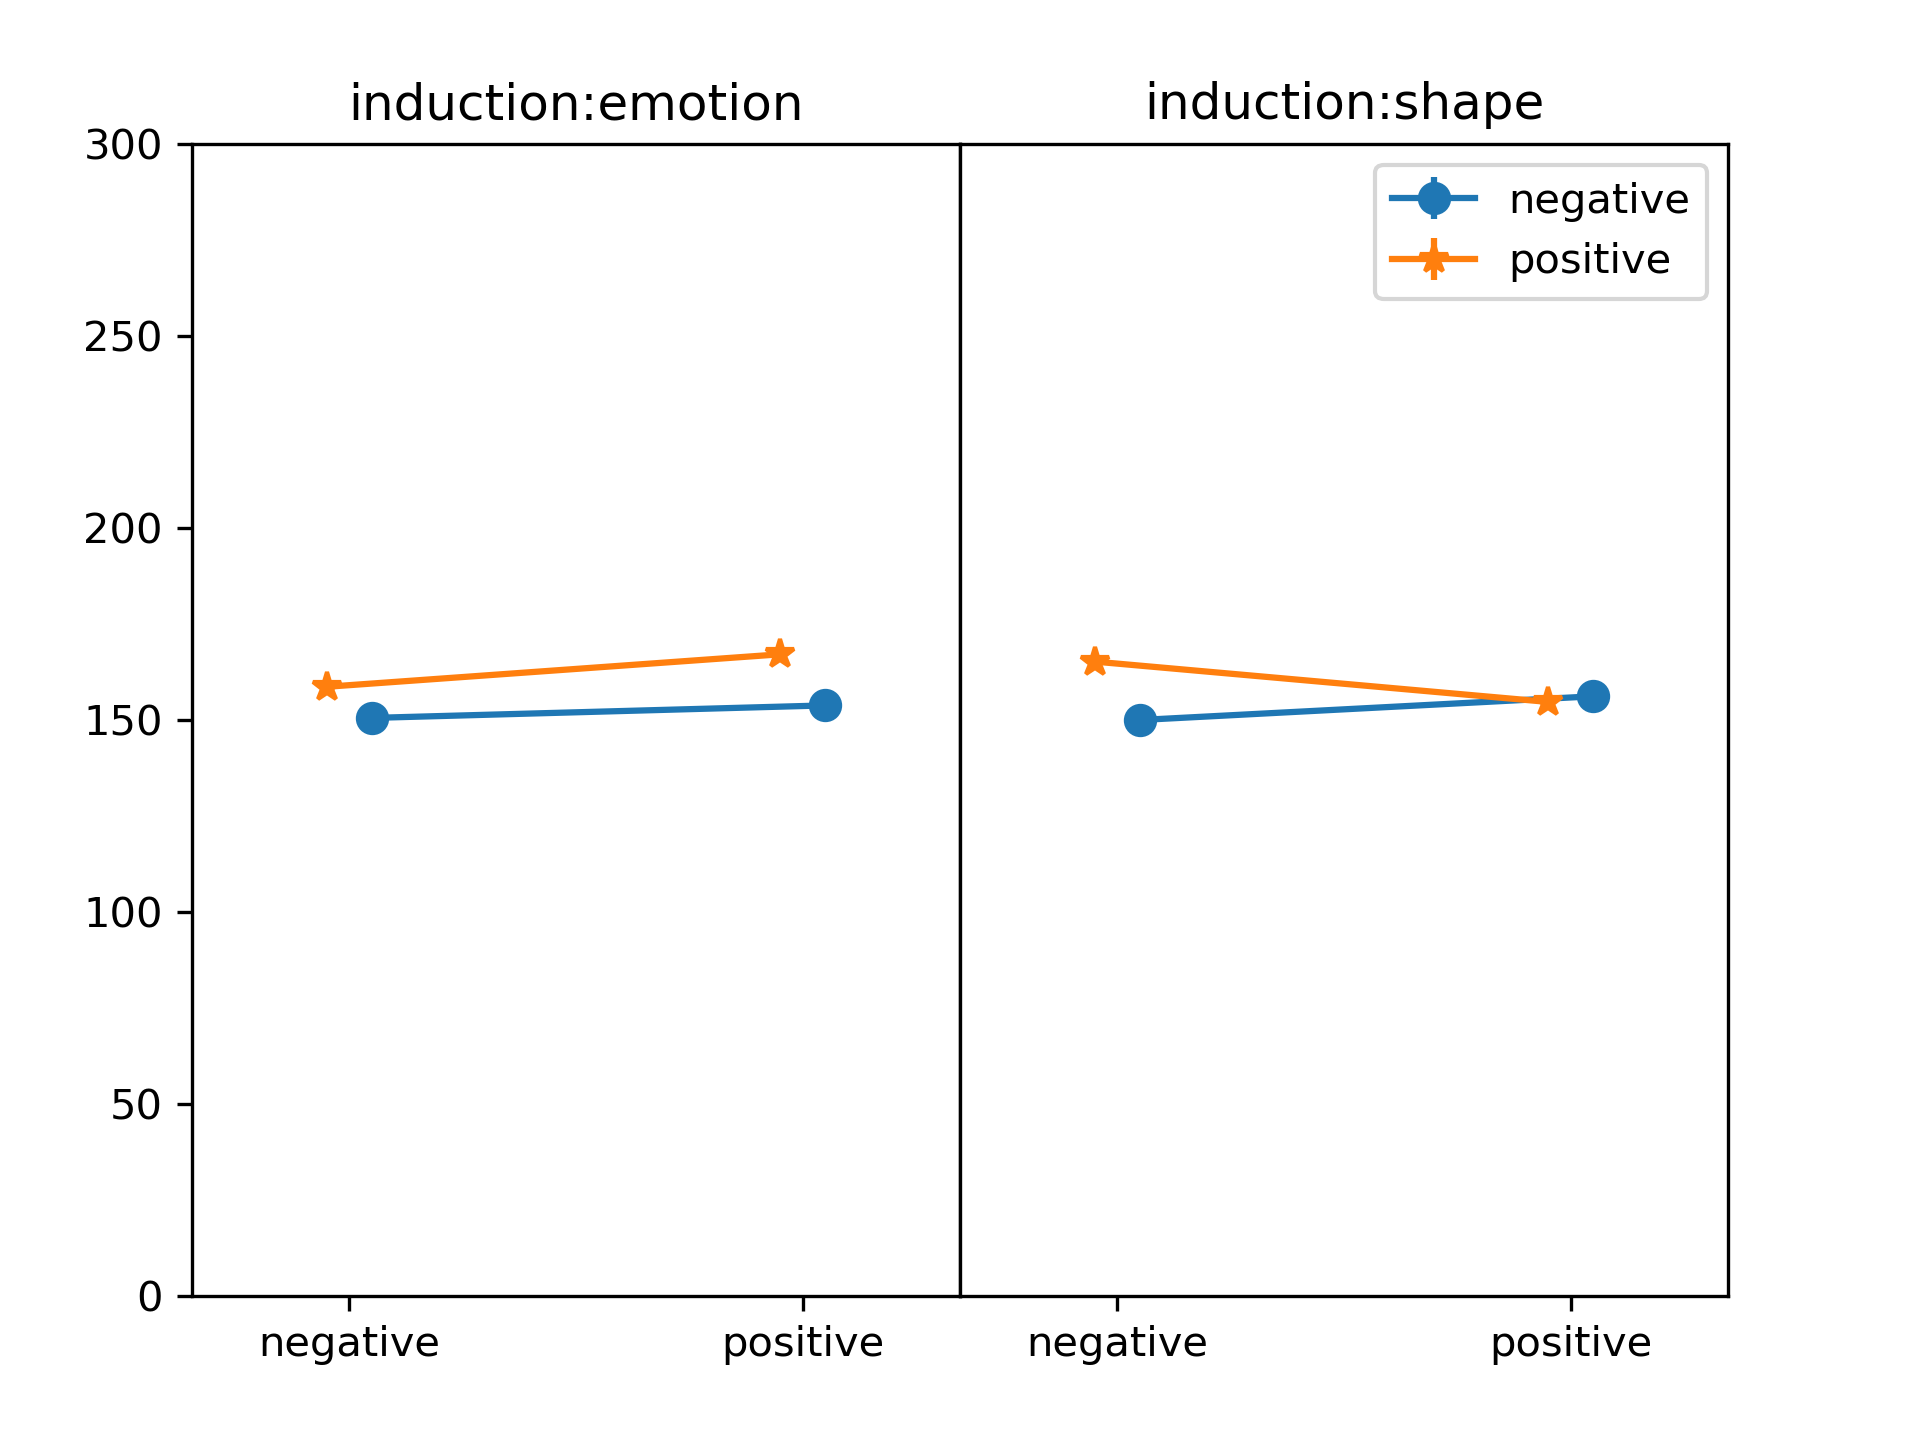 induction:emotion
induction:shape
300
250
200
150
100
50
0
negative
positive
negative
positive
negative
positive